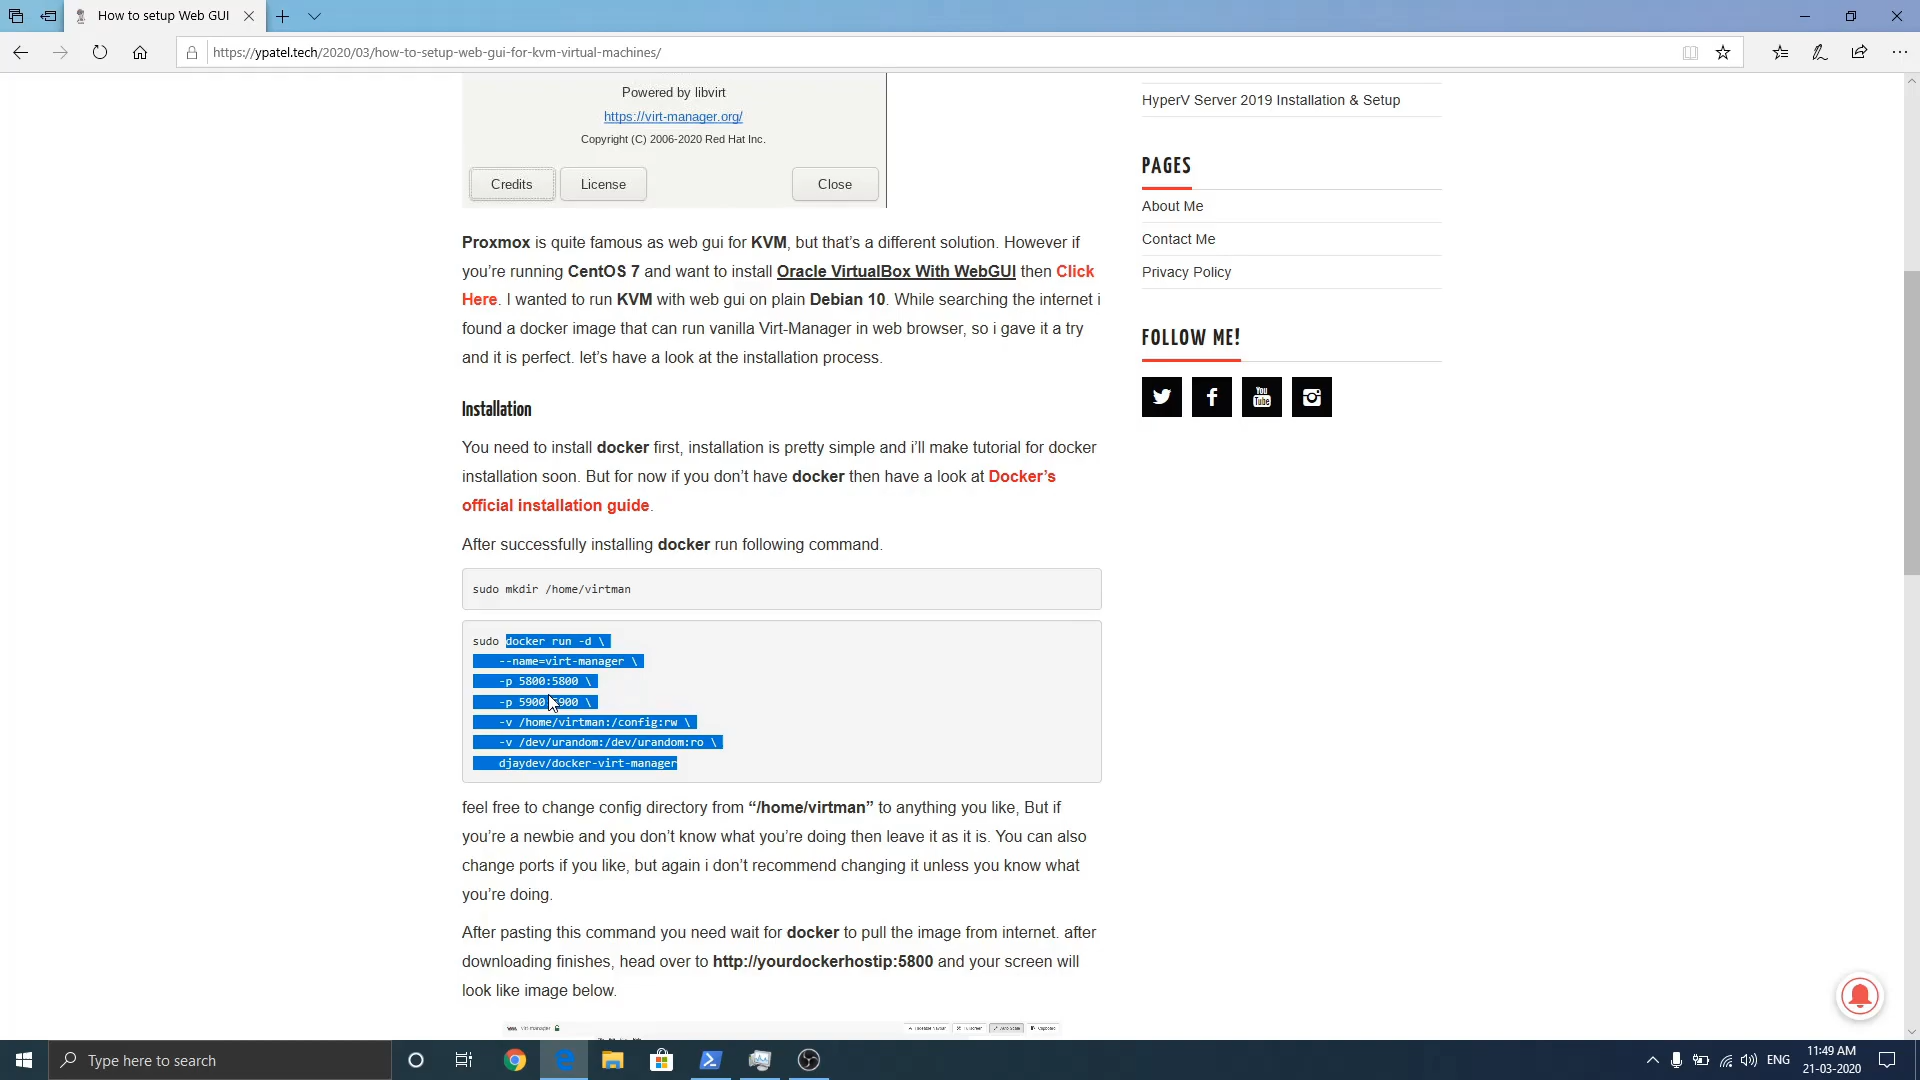 How to setup Web GUI
https://ypatel.tech/2020/03/how-to-setup-web-gui-for-kvm-virtual-machines/
Powered by libvirt
https://virt-manager.org/
Copyright (C) 2006-2020 Red Hat Inc.
Credits
License
Close
Proxmox is quite famous as web gui for KVM, but that’s a different solution. However if
you’re running CentOS 7 and want to install Oracle VirtualBox With WebGUI then Click
Here. I wanted to run KVM with web gui on plain Debian 10. While searching the internet i
found a docker image that can run vanilla Virt-Manager in web browser, so i gave it a try
and it is perfect. let’s have a look at the installation process.
Installation
You need to install docker first, installation is pretty simple and i’ll make tutorial for docker
installation soon. But for now if you don’t have docker then have a look at Docker’s
official installation guide.
After successfully installing docker run following command.
sudo mkdir /home/virtman
sudo docker run -d \
--name=virt-manager \
-p 5800:5800 \
-p 5900:5900 \
-v /home/virtman:/config:rw \
-v /dev/urandom:/dev/urandom:ro \
djaydev/docker-virt-manager
feel free to change config directory from “/home/virtman” to anything you like, But if
you’re a newbie and you don’t know what you’re doing then leave it as it is. You can also
change ports if you like, but again i don’t recommend changing it unless you know what
you’re doing.
After pasting this command you need wait for docker to pull the image from internet. after
downloading finishes, head over to http://yourdockerhostip:5800 and your screen will
look like image below.
HyperV Server 2019 Installation & Setup
PAGES
About Me
Contact Me
Privacy Policy
FOLLOW ME!
You
Tube
Type here to search
ENG
11:49 AM
21-03-2020